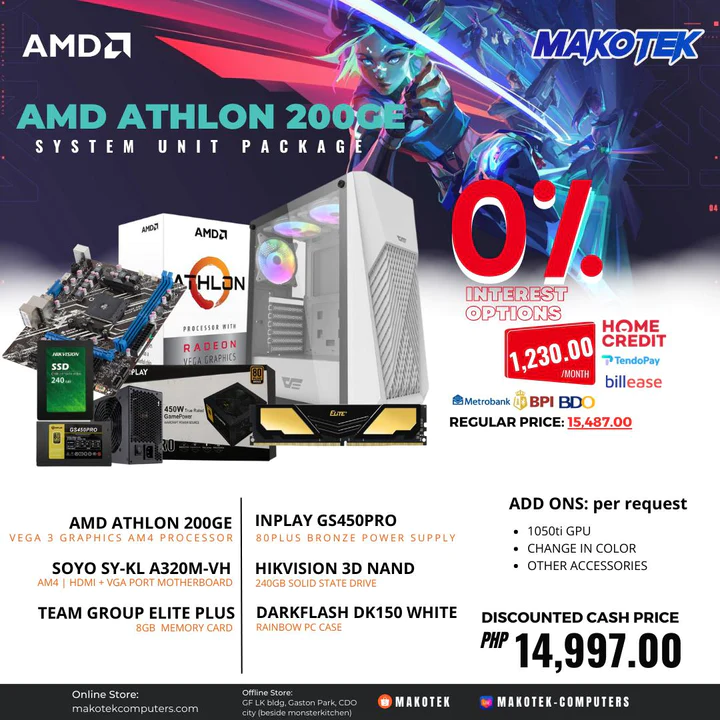 AMD
MAKOTEK
AMD ATHLON 200GE
SYSTEM UNIT PACKAGE
0%
INTEREST
OPTIONS
1,230.00
/MONTH
HOME
CREDIT
TendoPay
billease
Metrobank
BPI
BDO
REGULAR PRICE: 15,487.00
AMD
AMD
ATHLON
PROCESSOR WITH
RADEON
VEGA GRAPHICS
HIKVISION
SSD
240
GS450PRO
450W
GamePower
ELITE
AMD ATHLON 200GE
VEGA 3 GRAPHICS AM4 PROCESSOR
SOYO SY-KL A320M-VH
AM4 | HDMI + VGA PORT MOTHERBOARD
TEAM GROUP ELITE PLUS
8GB MEMORY CARD
INPLAY GS450PRO
80PLUS BRONZE POWER SUPPLY
HIKVISION 3D NAND
240GB SOLID STATE DRIVE
DARKFLASH DK150 WHITE
RAINBOW PC CASE
ADD ONS: per request
• 1050ti GPU
• CHANGE IN COLOR
• OTHER ACCESSORIES
DISCOUNTED CASH PRICE
PHP 14,997.00
Online Store:
makotekcomputers.com
Offline Store:
GF LK bldg, Gaston Park, CDO
city (beside monsterkitchen)
MAKOTEK
MAKOTEK-COMPUTERS